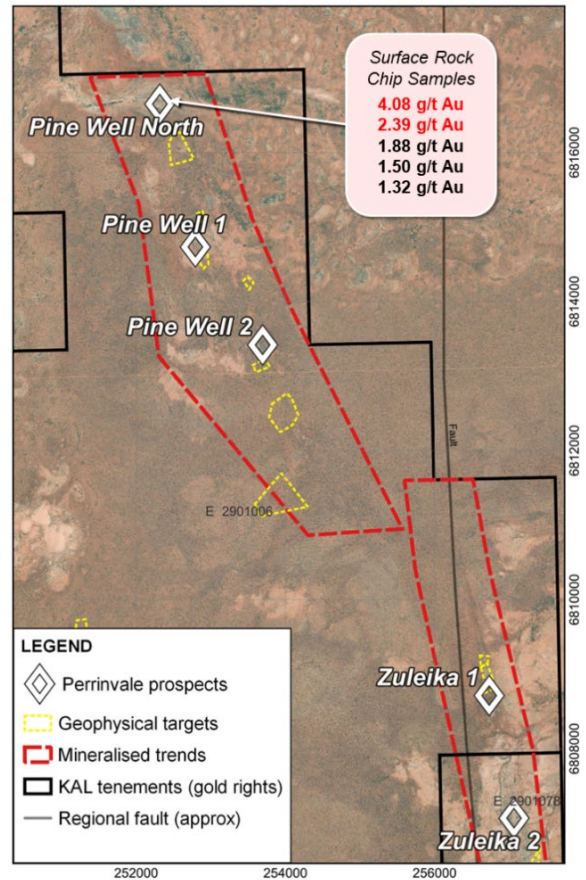 Surface Rock
Chip Samples
4.08 g/t Au
2.39 g/t Au
1.88 g/t Au
1.50 g/t Au
1.32 g/t Au
Pine Well North
Pine Well 1
Pine Well 2
Fault
E 2901006
Zuleika 1
E 2901078
Zuleika 2
LEGEND
Perrinvale prospects
Geophysical targets
Mineralised trends
KAL tenements (gold rights)
Regional fault (approx)
6816000
6814000
6812000
6810000
6808000
252000
254000
256000